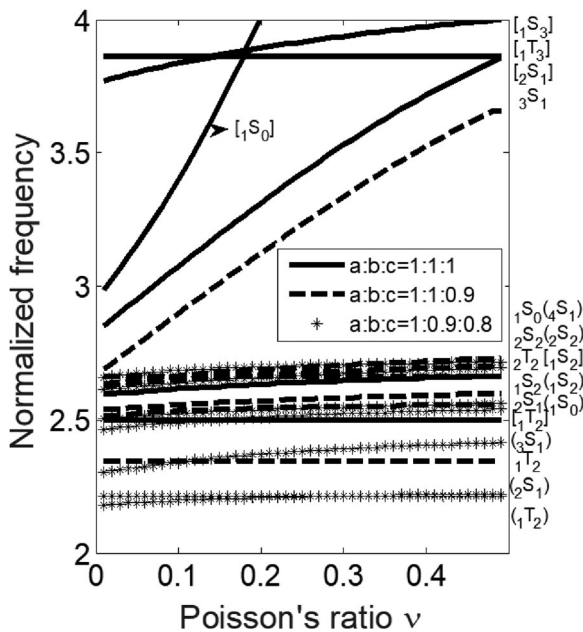 4
3.5
3
2.5
2
Normalized frequency
[₁S₀]
a:b:c=1:1:1
a:b:c=1:1:0.9
a:b:c=1:0.9:0.8
[₁S₃]
[₁T₃]
[₂S₁]
₃S₁
₁S₀(₄S₁)
₂S₂(₂S₂)
₂T₂ [₁S₂]
₁S₂(₁S₂)
[₁T₂]
(₃S₁)
₁T₂
(₂S₁)
(₁T₂)
0 0.1 0.2 0.3 0.4
Poisson's ratio ν